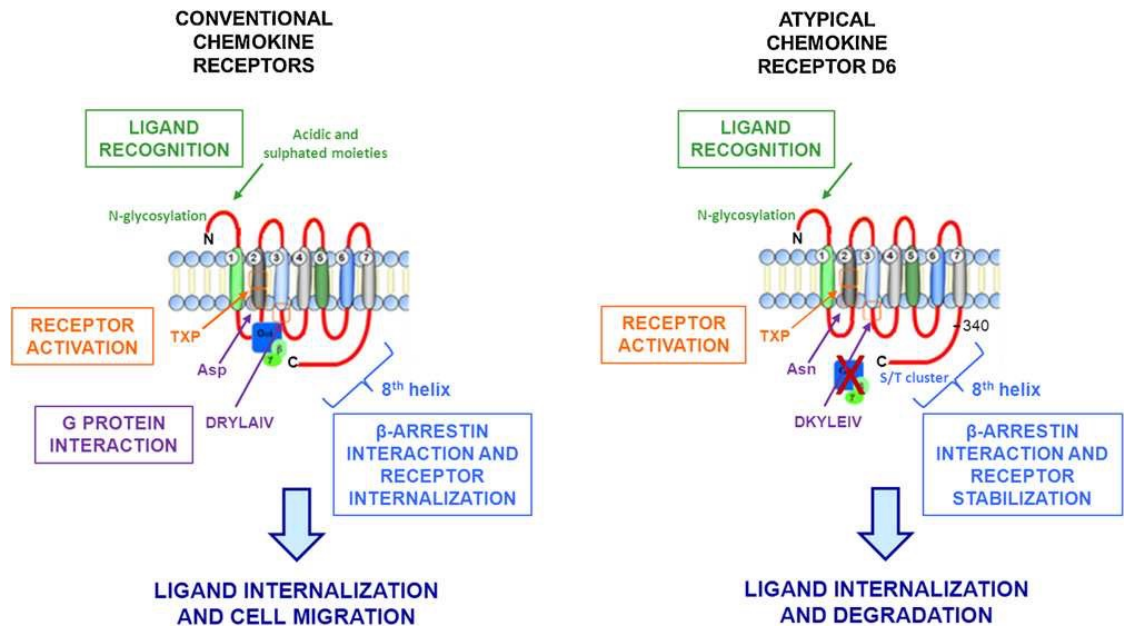 CONVENTIONAL
CHEMOKINE
RECEPTORS
LIGAND
RECOGNITION
Acidic and
sulphated moieties
N-glycosylation
N
1 2 3 4 5 6 7
RECEPTOR
ACTIVATION
TXP
Gαi
β
γ
C
Asp
8th helix
G PROTEIN
INTERACTION
DRYLAIV
β-ARRESTIN
INTERACTION AND
RECEPTOR
INTERNALIZATION
LIGAND INTERNALIZATION
AND CELL MIGRATION
ATYPICAL
CHEMOKINE
RECEPTOR D6
LIGAND
RECOGNITION
N-glycosylation
N
1 2 3 4 5 6 7
RECEPTOR
ACTIVATION
TXP
~340
Asn
C
S/T cluster
γ
8th helix
DKYLEIV
β-ARRESTIN
INTERACTION AND
RECEPTOR
STABILIZATION
LIGAND INTERNALIZATION
AND DEGRADATION